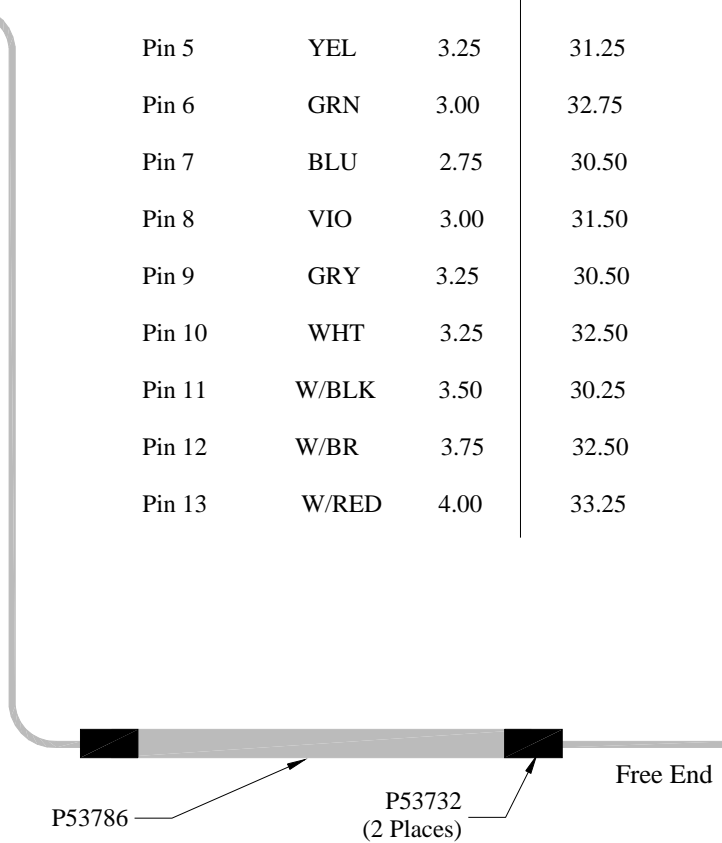 Pin 5 YEL 3.25 31.25
Pin 6 GRN 3.00 32.75
Pin 7 BLU 2.75 30.50
Pin 8 VIO 3.00 31.50
Pin 9 GRY 3.25 30.50
Pin 10 WHT 3.25 32.50
Pin 11 W/BLK 3.50 30.25
Pin 12 W/BR 3.75 32.50
Pin 13 W/RED 4.00 33.25
Free End
P53786
P53732
(2 Places)